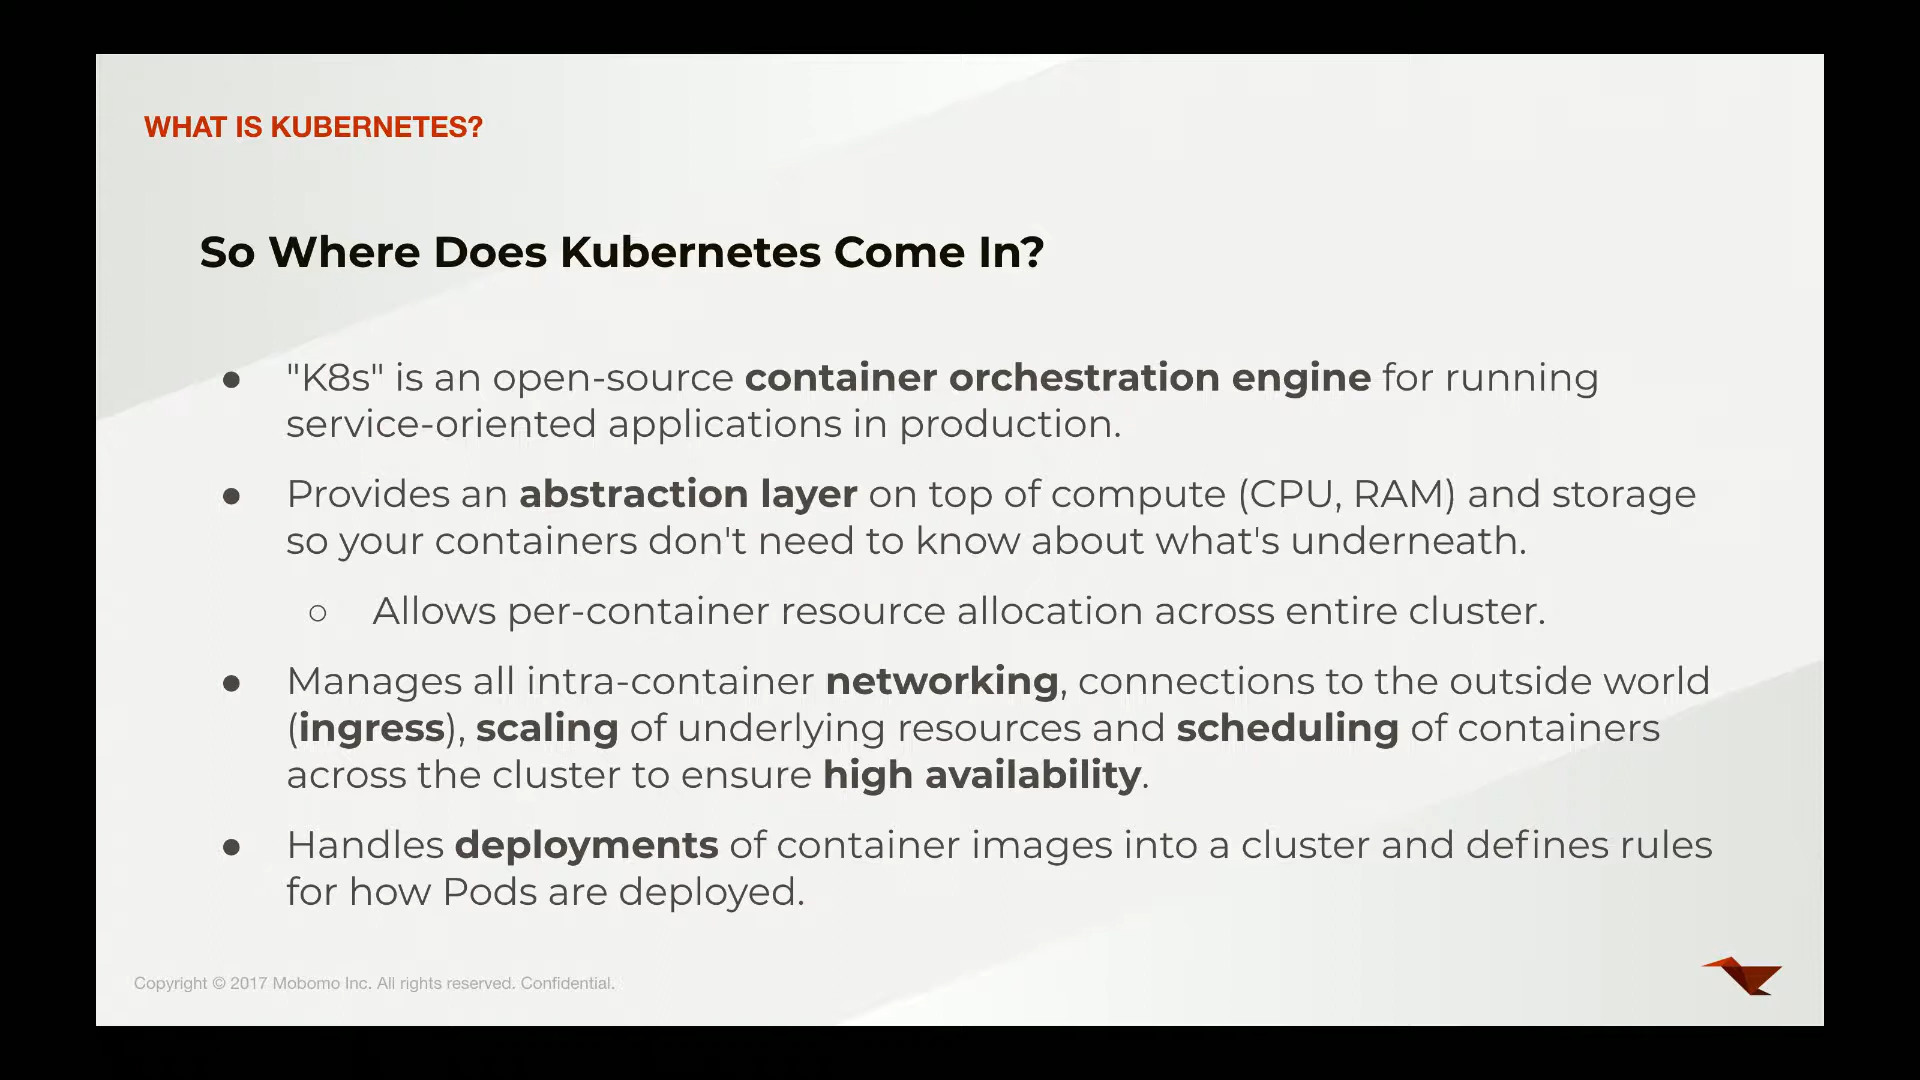 WHAT IS KUBERNETES?
So Where Does Kubernetes Come In?
● "K8s" is an open-source container orchestration engine for running
service-oriented applications in production.
● Provides an abstraction layer on top of compute (CPU, RAM) and storage
so your containers don't need to know about what's underneath.
○ Allows per-container resource allocation across entire cluster.
● Manages all intra-container networking, connections to the outside world
(ingress), scaling of underlying resources and scheduling of containers
across the cluster to ensure high availability.
● Handles deployments of container images into a cluster and defines rules
for how Pods are deployed.
Copyright © 2017 Mobomo Inc. All rights reserved. Confidential.